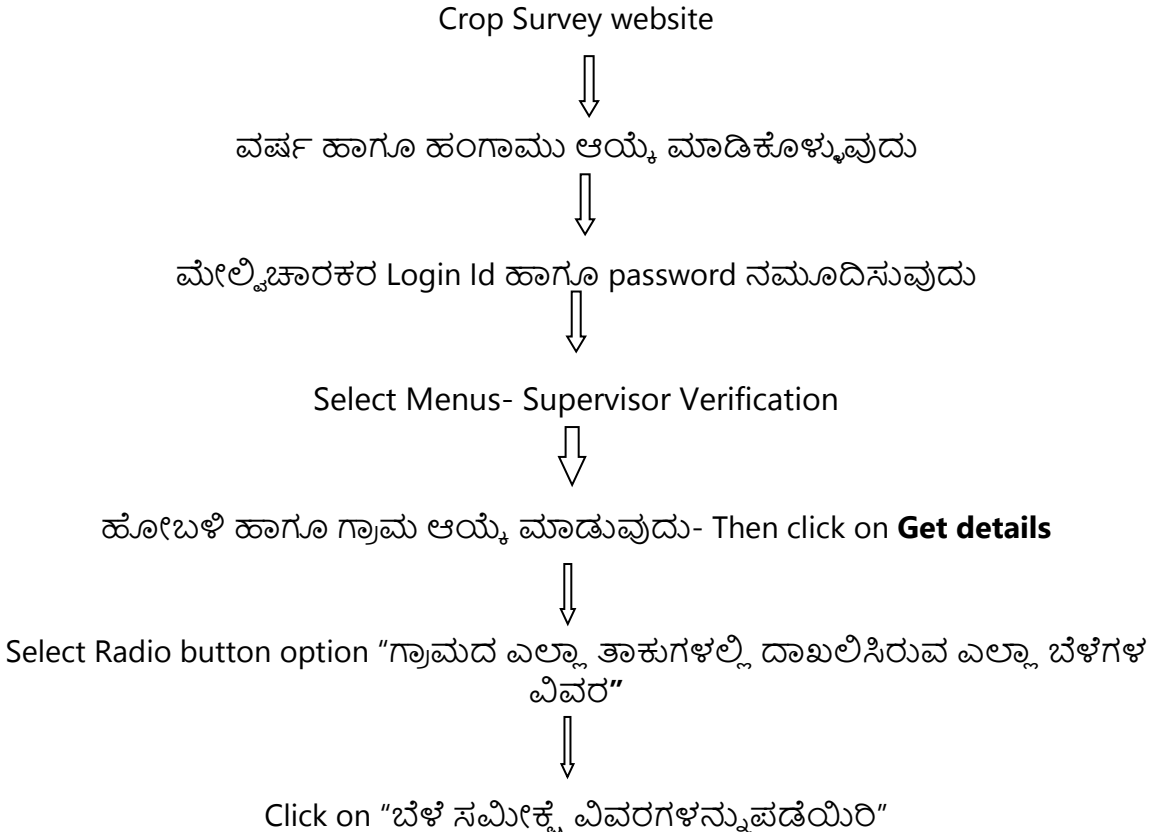 Crop Survey website
ವರ್ಷ ಹಾಗೂ ಹಂಗಾಮು ಆಯ್ಕೆ ಮಾಡಿಕೊಳ್ಳುವುದು
ಮೇಲ್ವಿಚಾರಕರ Login Id ಹಾಗೂ password ನಮೂದಿಸುವುದು
Select Menus- Supervisor Verification
ಹೋಬಳಿ ಹಾಗೂ ಗ್ರಾಮ ಆಯ್ಕೆ ಮಾಡುವುದು- Then click on Get details
Select Radio button option “ಗ್ರಾಮದ ಎಲ್ಲಾ ತಾಕುಗಳಲ್ಲಿ ದಾಖಲಿಸಿರುವ ಎಲ್ಲಾ ಬೆಳೆಗಳ
ವಿವರ”
Click on “ಬೆಳೆ ಸಮೀಕ್ಷೆ ವಿವರಗಳನ್ನುಪಡೆಯಿರಿ”